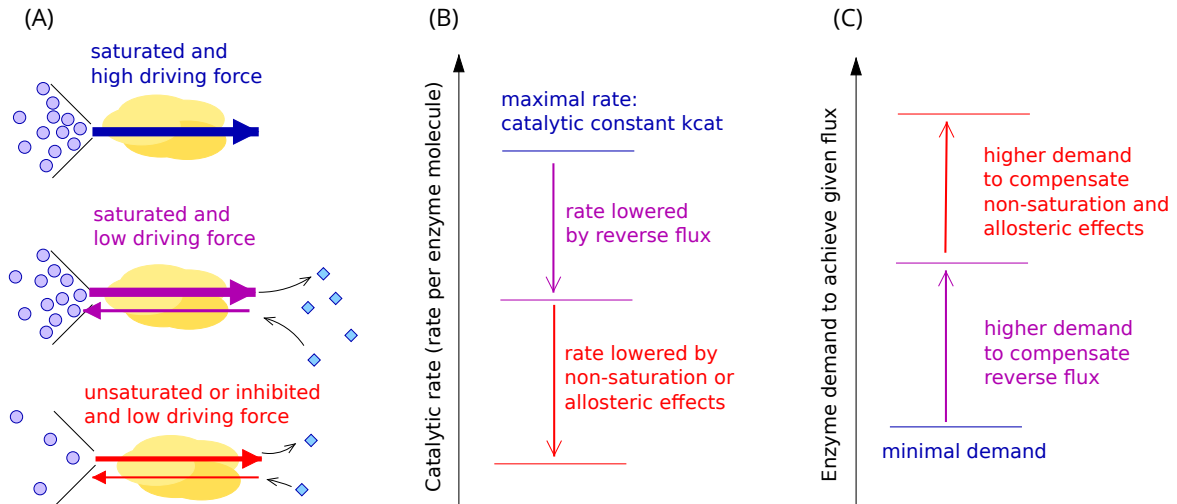 (A)
saturated and
high driving force
saturated and
low driving force
unsaturated or inhibited
and low driving force
(B)
Catalytic rate (rate per enzyme molecule)
maximal rate:
catalytic constant kcat
rate lowered
by reverse flux
rate lowered by
non-saturation or
allosteric effects
(C)
Enzyme demand to achieve given flux
higher demand
to compensate
non-saturation and
allosteric effects
higher demand
to compensate
reverse flux
minimal demand